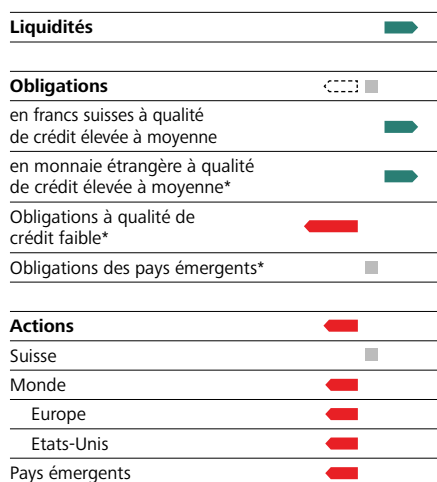 Liquidités
Obligations
en francs suisses à qualité
de crédit élevée à moyenne
en monnaie étrangère à qualité
de crédit élevée à moyenne*
Obligations à qualité de
crédit faible*
Obligations des pays émergents*
Actions
Suisse
Monde
Europe
Etats-Unis
Pays émergents